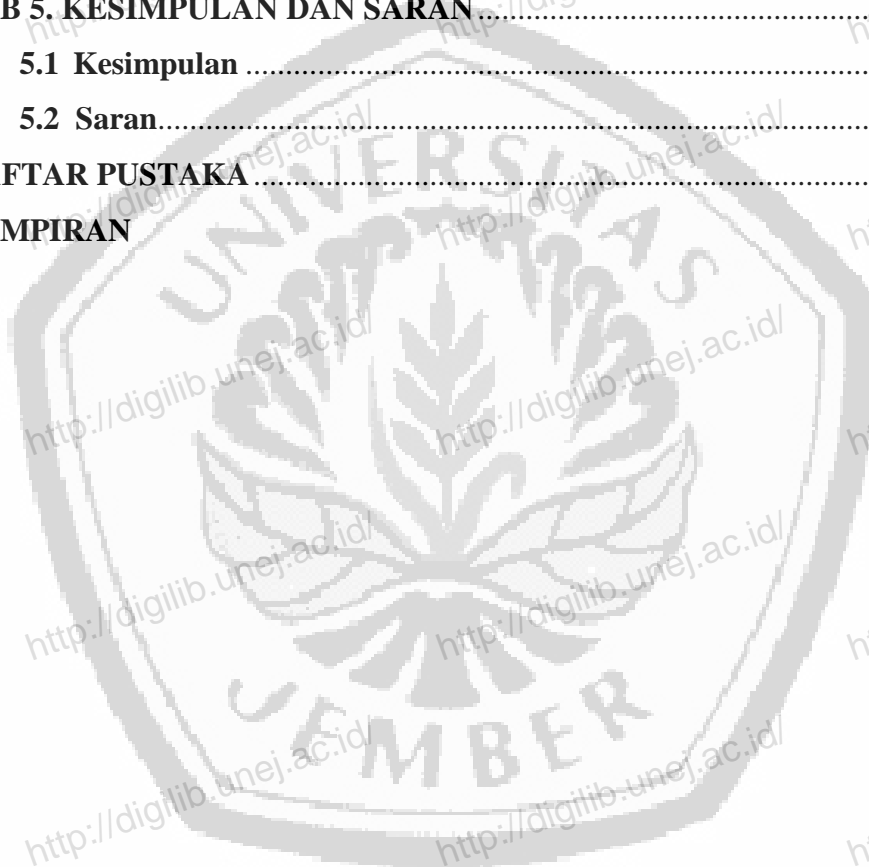 B 5. KESIMPULAN DAN SARAN
5.1 Kesimpulan
5.2 Saran
FTAR PUSTAKA
MPIRAN
UNIVERSITAS
JEMBER
http://digilib.unej.ac.id/
http://digilib.unej.ac.id/
http://digilib.unej.ac.id/
http://digilib.unej.ac.id/
http://digilib.unej.ac.id/
http://digilib.unej.ac.id/
http://digilib.unej.ac.id/
http://digilib.unej.ac.id/